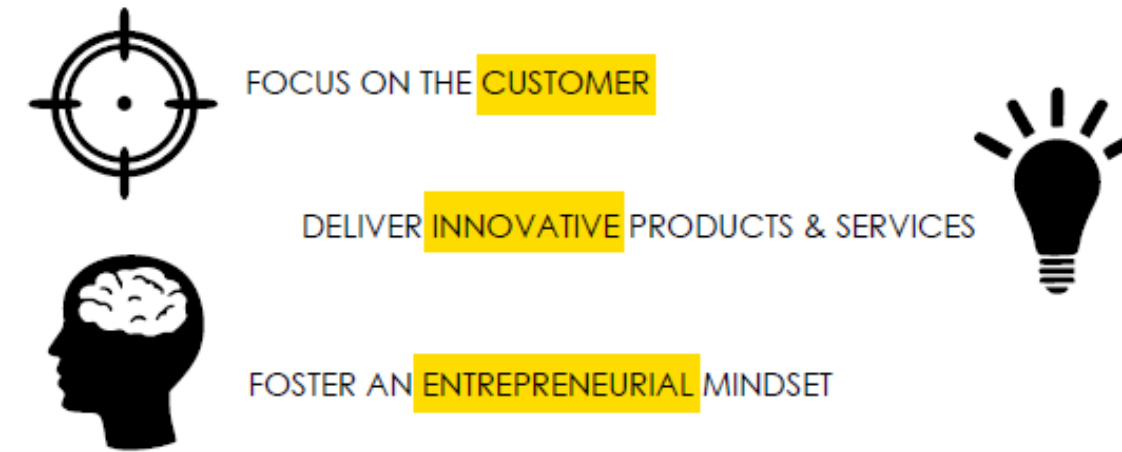 FOCUS ON THE CUSTOMER
DELIVER INNOVATIVE PRODUCTS & SERVICES
FOSTER AN ENTREPRENEURIAL MINDSET